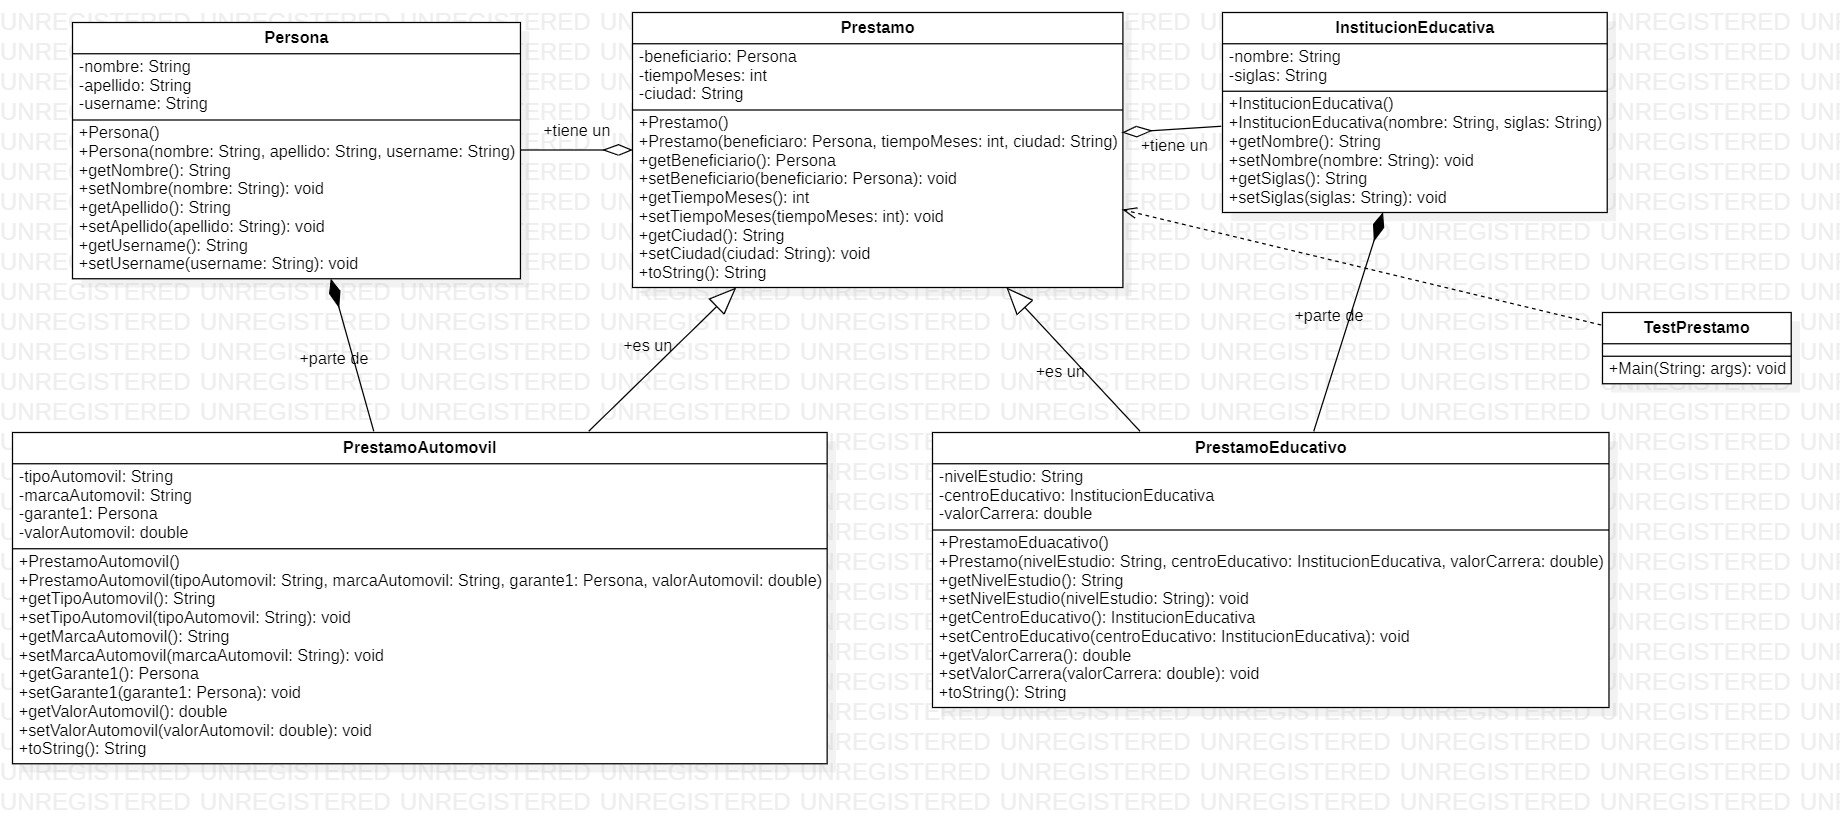 Persona
-nombre: String
-apellido: String
-username: String
+Persona()
+Persona(nombre: String, apellido: String, username: String)
+getNombre(): String
+setNombre(nombre: String): void
+getApellido(): String
+setApellido(apellido: String): void
+getUsername(): String
+setUsername(username: String): void
+tiene un
Prestamo
-beneficiario: Persona
-tiempoMeses: int
-ciudad: String
+Prestamo()
+Prestamo(beneficiaro: Persona, tiempoMeses: int, ciudad: String)
+getBeneficiario(): Persona
+setBeneficiario(beneficiario: Persona): void
+getTiempoMeses(): int
+setTiempoMeses(tiempoMeses: int): void
+getCiudad(): String
+setCiudad(ciudad: String): void
+toString(): String
+tiene un
InstitucionEducativa
-nombre: String
-siglas: String
+InstitucionEducativa()
+InstitucionEducativa(nombre: String, siglas: String)
+getNombre(): String
+setNombre(nombre: String): void
+getSiglas(): String
+setSiglas(siglas: String): void
+parte de
+es un
+es un
+parte de
TestPrestamo
+Main(String: args): void
PrestamoAutomovil
-tipoAutomovil: String
-marcaAutomovil: String
-garante1: Persona
-valorAutomovil: double
+PrestamoAutomovil()
+PrestamoAutomovil(tipoAutomovil: String, marcaAutomovil: String, garante1: Persona, valorAutomovil: double)
+getTipoAutomovil(): String
+setTipoAutomovil(tipoAutomovil: String): void
+getMarcaAutomovil(): String
+setMarcaAutomovil(marcaAutomovil: String): void
+getGarante1(): Persona
+setGarante1(garante1: Persona): void
+getValorAutomovil(): double
+setValorAutomovil(valorAutomovil: double): void
+toString(): String
PrestamoEducativo
-nivelEstudio: String
-centroEducativo: InstitucionEducativa
-valorCarrera: double
+PrestamoEduacativo()
+Prestamo(nivelEstudio: String, centroEducativo: InstitucionEducativa, valorCarrera: double)
+getNivelEstudio(): String
+setNivelEstudio(nivelEstudio: String): void
+getCentroEducativo(): InstitucionEducativa
+setCentroEducativo(centroEducativo: InstitucionEducativa): void
+getValorCarrera(): double
+setValorCarrera(valorCarrera: double): void
+toString(): String
UNREGISTERED UNREGISTERED UNREGISTERED UNREGISTERED UNREGISTERED UNREGISTERED UNREGISTERED UNREGISTERED UNREGISTERED UNI